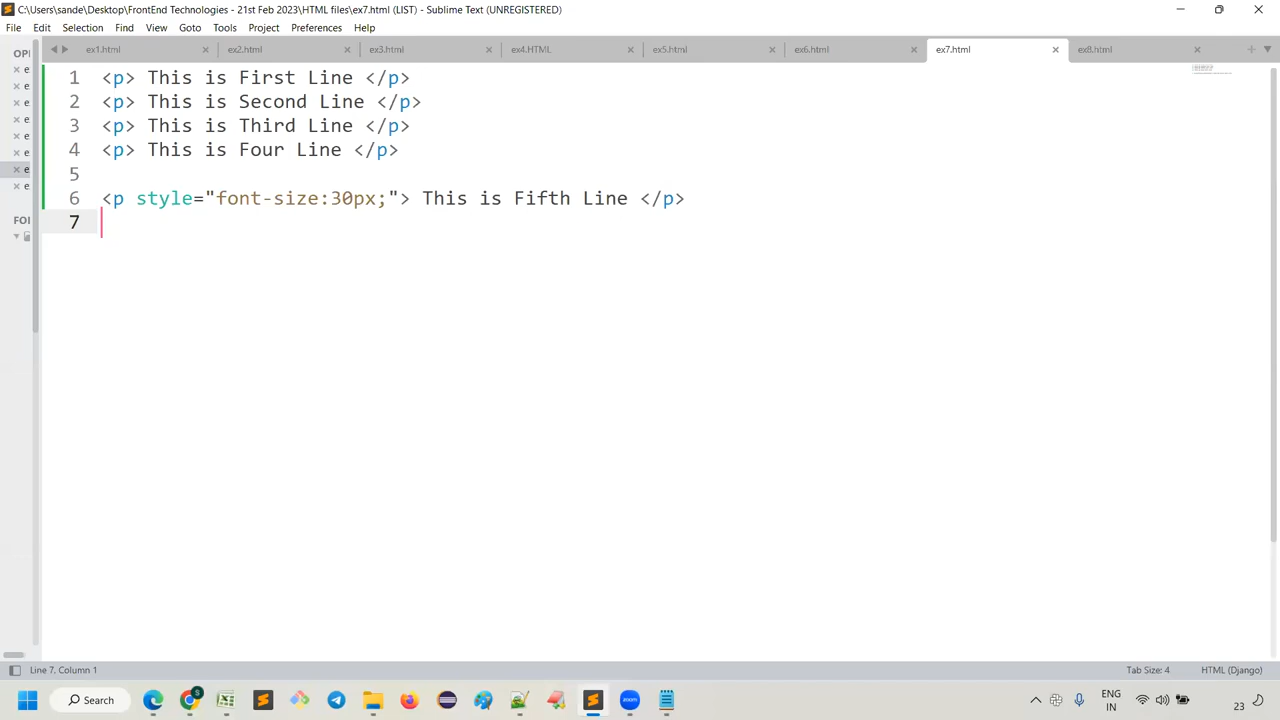 C:\Users\sande\Desktop\FrontEnd Technologies - 21st Feb 2023\HTML files\ex7.html (LIST) - Sublime Text (UNREGISTERED)
File Edit Selection Find View Goto Tools Project Preferences Help
OPI
ex1.html ex2.html ex3.html ex4.HTML ex5.html ex6.html ex7.html ex8.html
e
e
e
e
e
e
e
e
FOI
1 <p> This is First Line </p>
2 <p> This is Second Line </p>
3 <p> This is Third Line </p>
4 <p> This is Four Line </p>
5
6 <p style="font-size:30px;"> This is Fifth Line </p>
7
Line 7, Column 1 Tab Size: 4 HTML (Django)
Search
S
ENG
IN
23